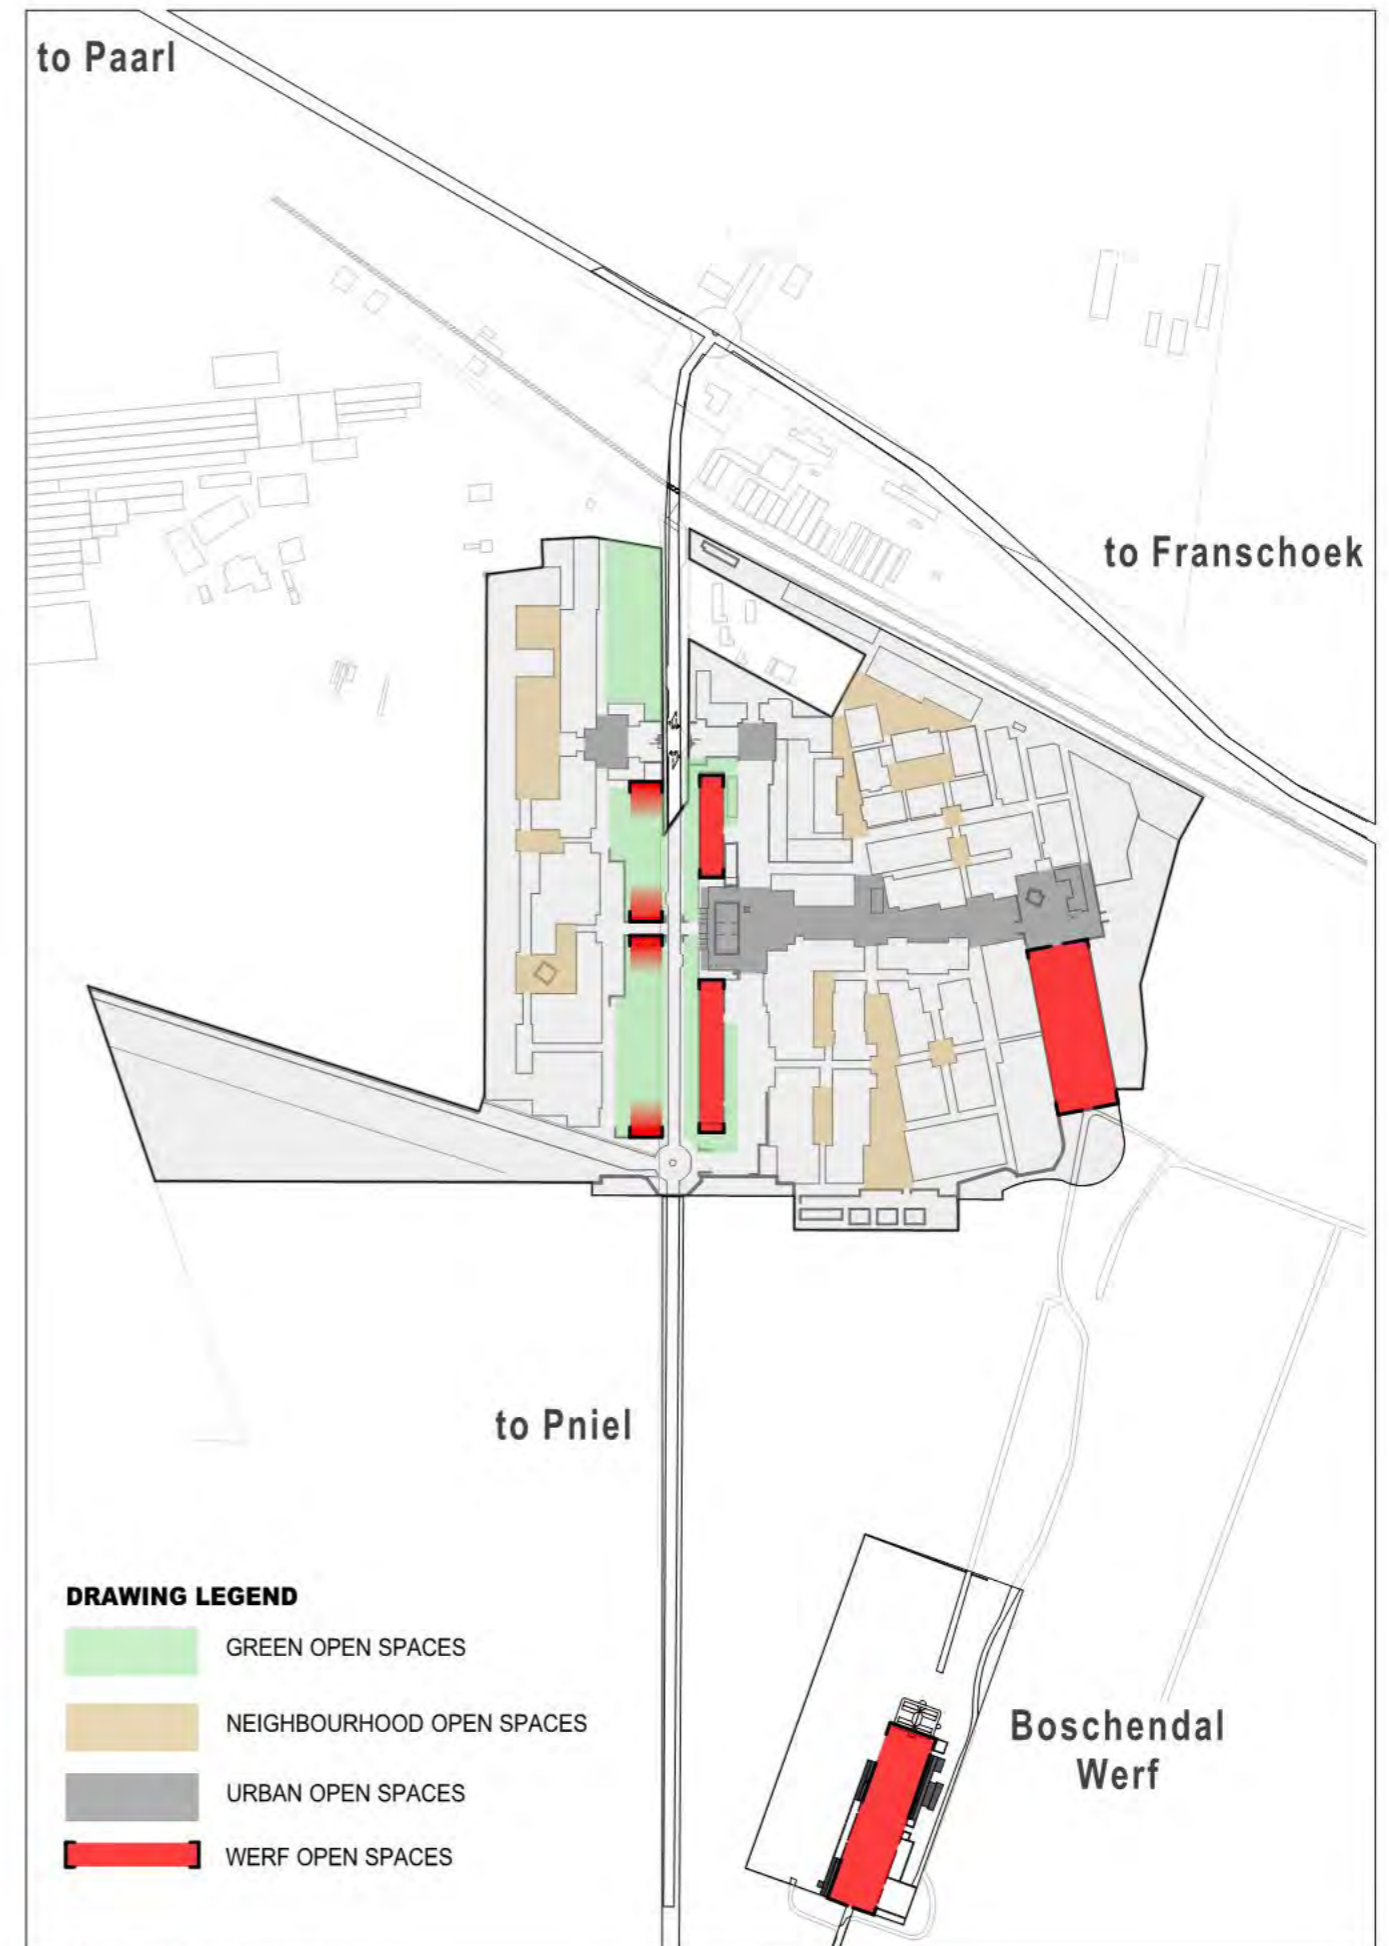 to Paarl
to Franschoek
to Pniel
DRAWING LEGEND
GREEN OPEN SPACES
NEIGHBOURHOOD OPEN SPACES
URBAN OPEN SPACES
WERF OPEN SPACES
Boschendal
Werf